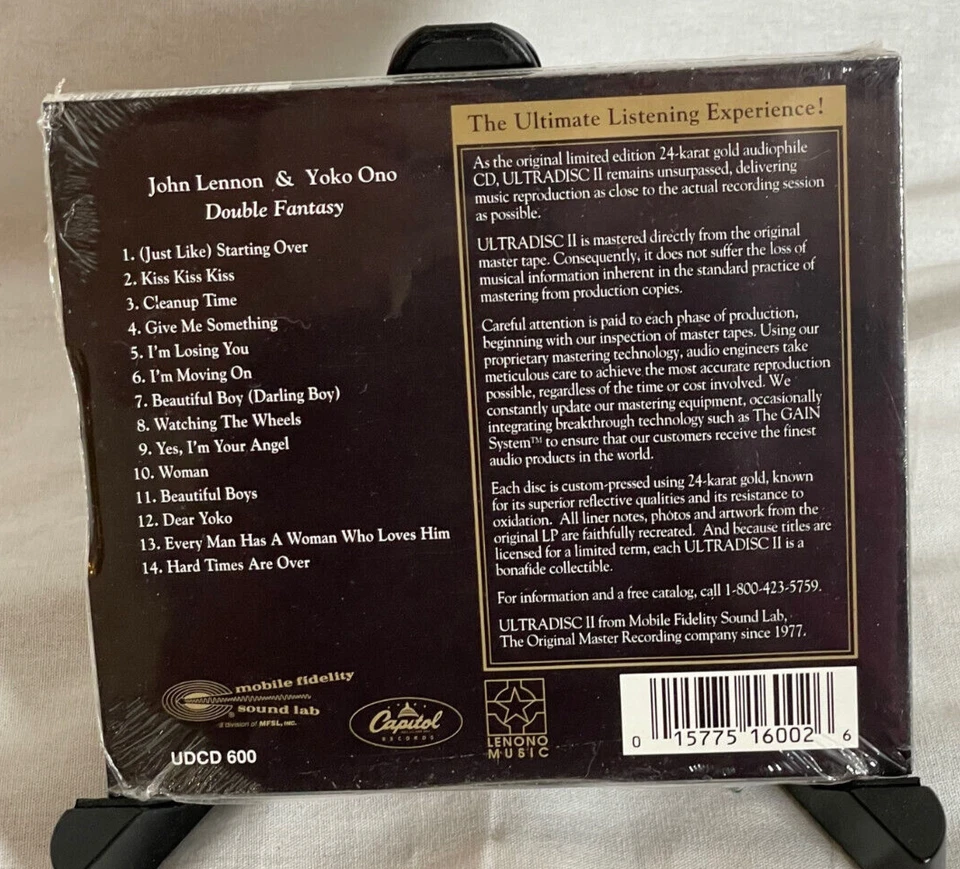 John Lennon & Yoko Ono
Double Fantasy
1. (Just Like) Starting Over
2. Kiss Kiss Kiss
3. Cleanup Time
4. Give Me Something
5. I'm Losing You
6. I'm Moving On
7. Beautiful Boy (Darling Boy)
8. Watching The Wheels
9. Yes, I'm Your Angel
10. Woman
11. Beautiful Boys
12. Dear Yoko
13. Every Man Has A Woman Who Loves Him
14. Hard Times Are Over
The Ultimate Listening Experience!
As the original limited edition 24-karat gold audiophile
CD, ULTRADISC II remains unsurpassed, delivering
music reproduction as close to the actual recording session
as possible.
ULTRADISC II is mastered directly from the original
master tape. Consequently, it does not suffer the loss of
musical information inherent in the standard practice of
mastering from production copies.
Careful attention is paid to each phase of production,
beginning with our inspection of master tapes. Using our
proprietary mastering technology, audio engineers take
meticulous care to achieve the most accurate reproduction
possible, regardless of the time or cost involved. We
constantly update our mastering equipment, occasionally
integrating breakthrough technology such as The GAIN
System™ to ensure that our customers receive the finest
audio products in the world.
Each disc is custom-pressed using 24-karat gold, known
for its superior reflective qualities and its resistance to
oxidation. All liner notes, photos and artwork from the
original LP are faithfully recreated. And because titles are
licensed for a limited term, each ULTRADISC II is a
bonafide collectible.
For information and a free catalog, call 1-800-423-5759.
ULTRADISC II from Mobile Fidelity Sound Lab,
The Original Master Recording company since 1977.
mobile fidelity
® sound lab
a division of MFSL, INC.
UDCD 600
Capitol
RECORDS
LENONO
MUSIC
0 15775 16002 6